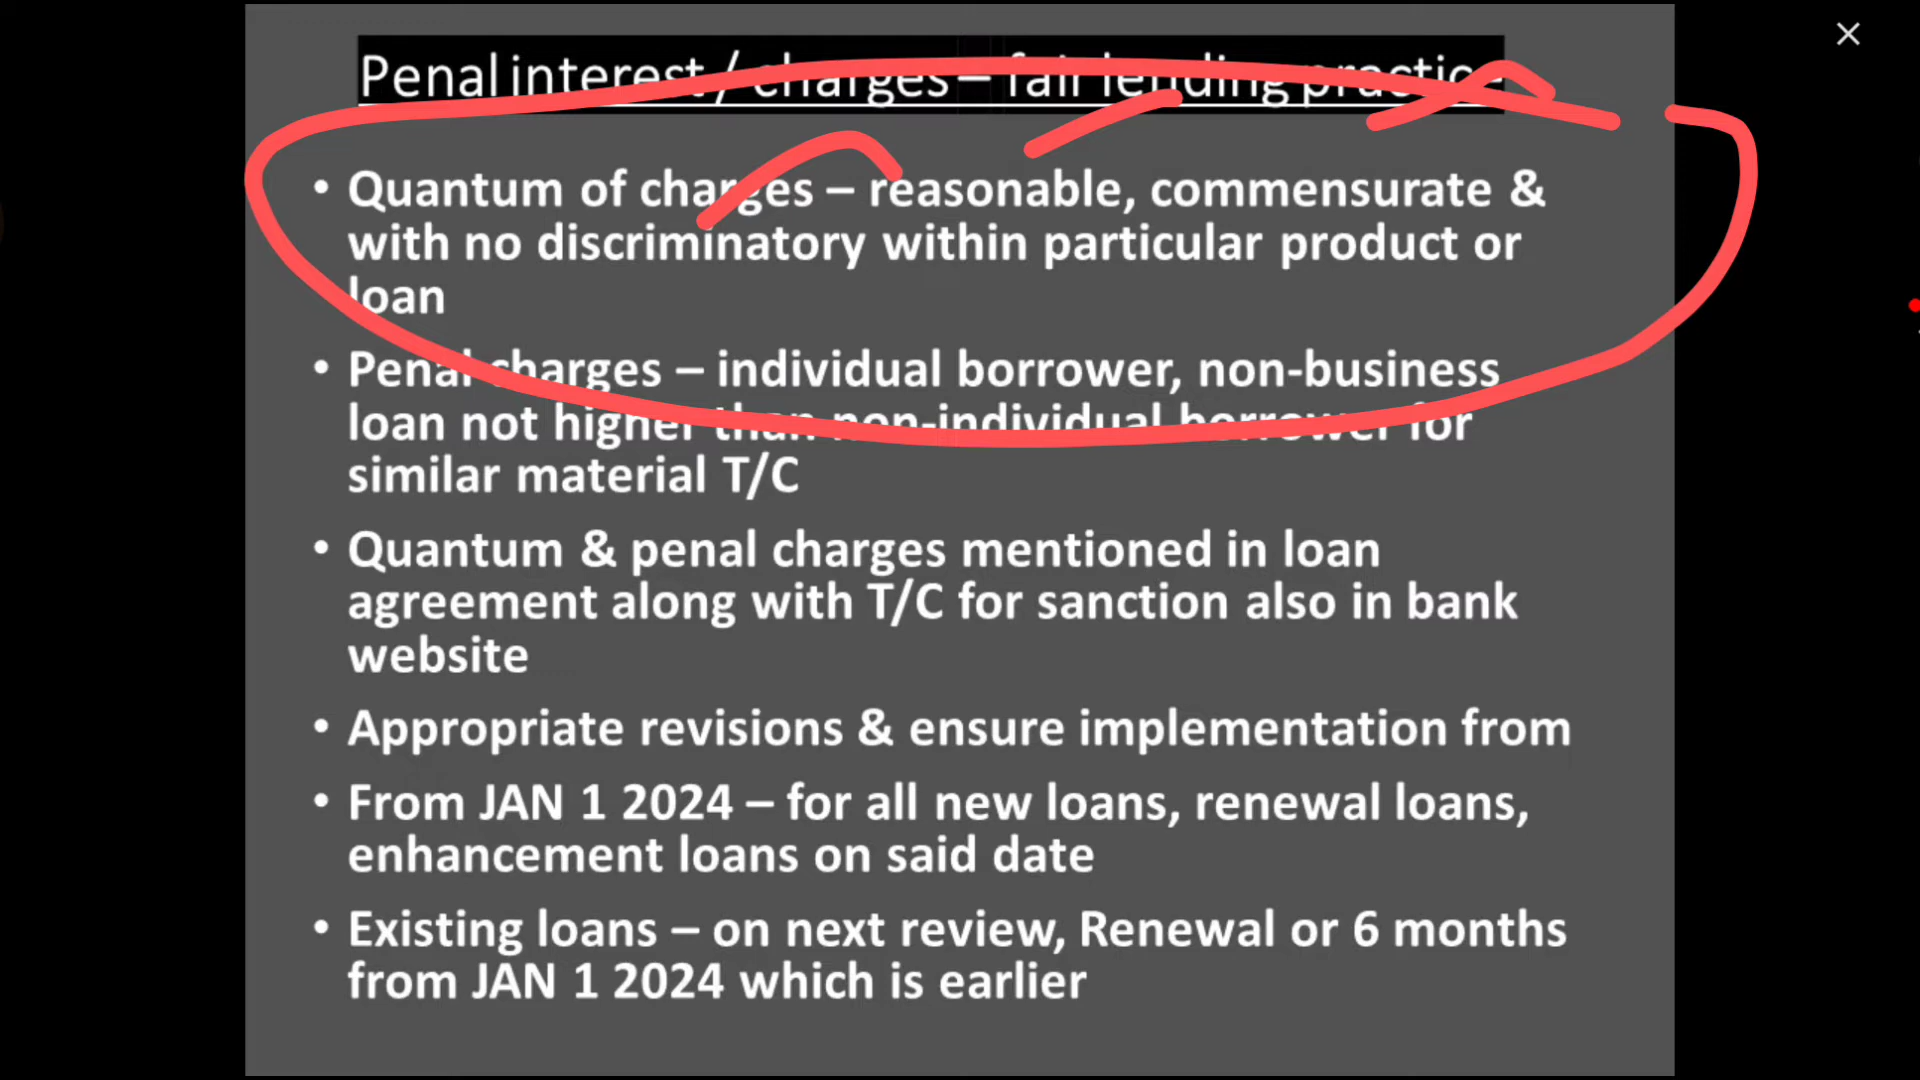 Penal interest / charges – fair lending practice
• Quantum of charges – reasonable, commensurate &
with no discriminatory within particular product or
loan
• Penal charges – individual borrower, non-business
loan not higher than non-individual borrower for
similar material T/C
• Quantum & penal charges mentioned in loan
agreement along with T/C for sanction also in bank
website
• Appropriate revisions & ensure implementation from
• From JAN 1 2024 – for all new loans, renewal loans,
enhancement loans on said date
• Existing loans – on next review, Renewal or 6 months
from JAN 1 2024 which is earlier